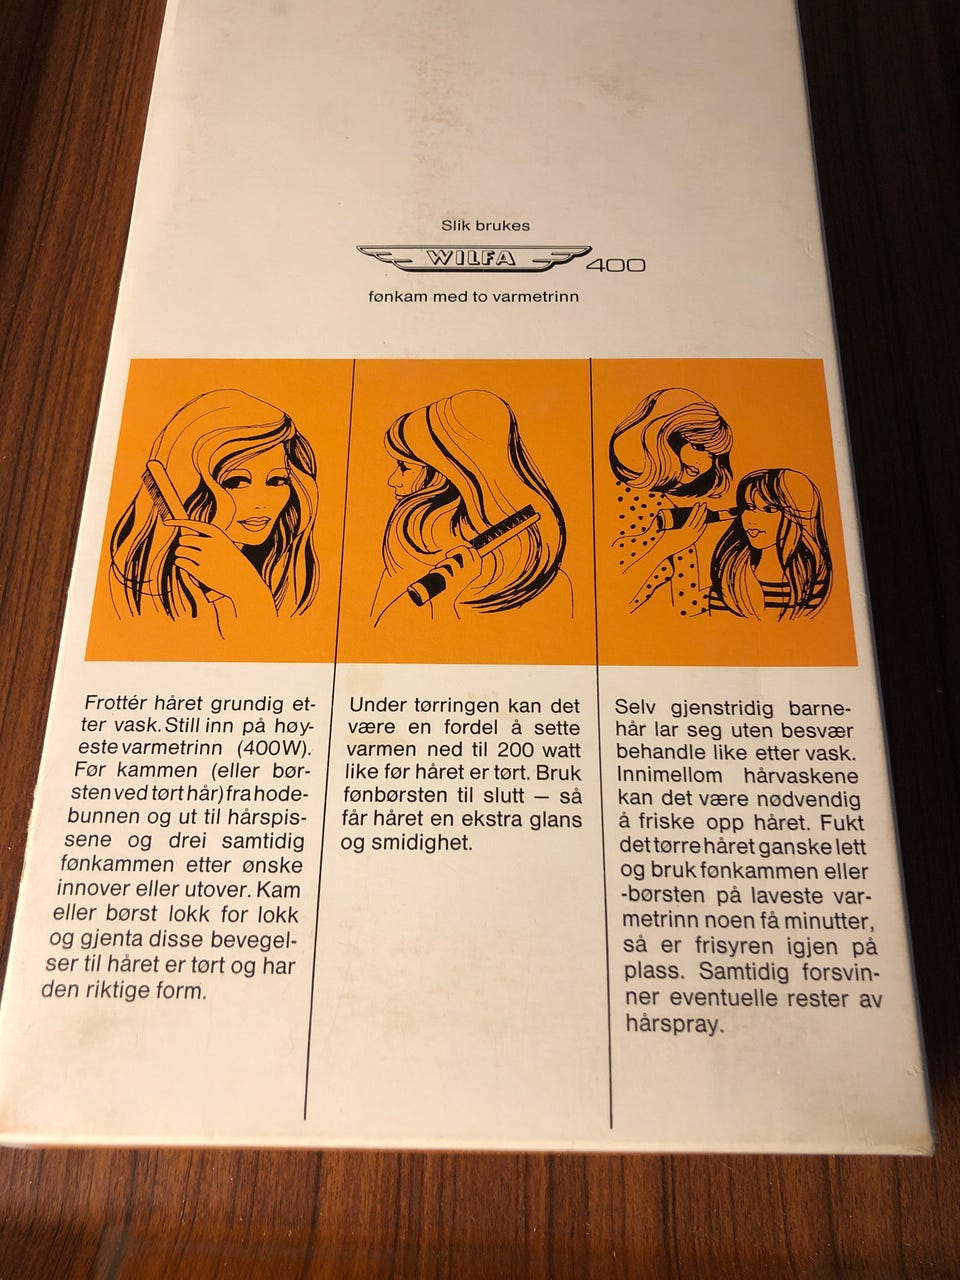 Slik brukes
WILFA 400
fønkam med to varmetrinn
Frottér håret grundig et-
ter vask. Still inn på høy-
este varmetrinn (400W).
Før kammen (eller bør-
sten ved tørt hår) fra hode-
bunnen og ut til hårspis-
sene og drei samtidig
fønkammen etter ønske
innover eller utover. Kam
eller børst lokk for lokk
og gjenta disse bevegel-
ser til håret er tørt og har
den riktige form.
Under tørringen kan det
være en fordel å sette
varmen ned til 200 watt
like før håret er tørt. Bruk
fønbørsten til slutt — så
får håret en ekstra glans
og smidighet.
Selv gjenstridig barne-
hår lar seg uten besvær
behandle like etter vask.
Innimellom hårvaskene
kan det være nødvendig
å friske opp håret. Fukt
det tørre håret ganske lett
og bruk fønkammen eller
-børsten på laveste var-
metrinn noen få minutter,
så er frisyren igjen på
plass. Samtidig forsvin-
ner eventuelle rester av
hårspray.